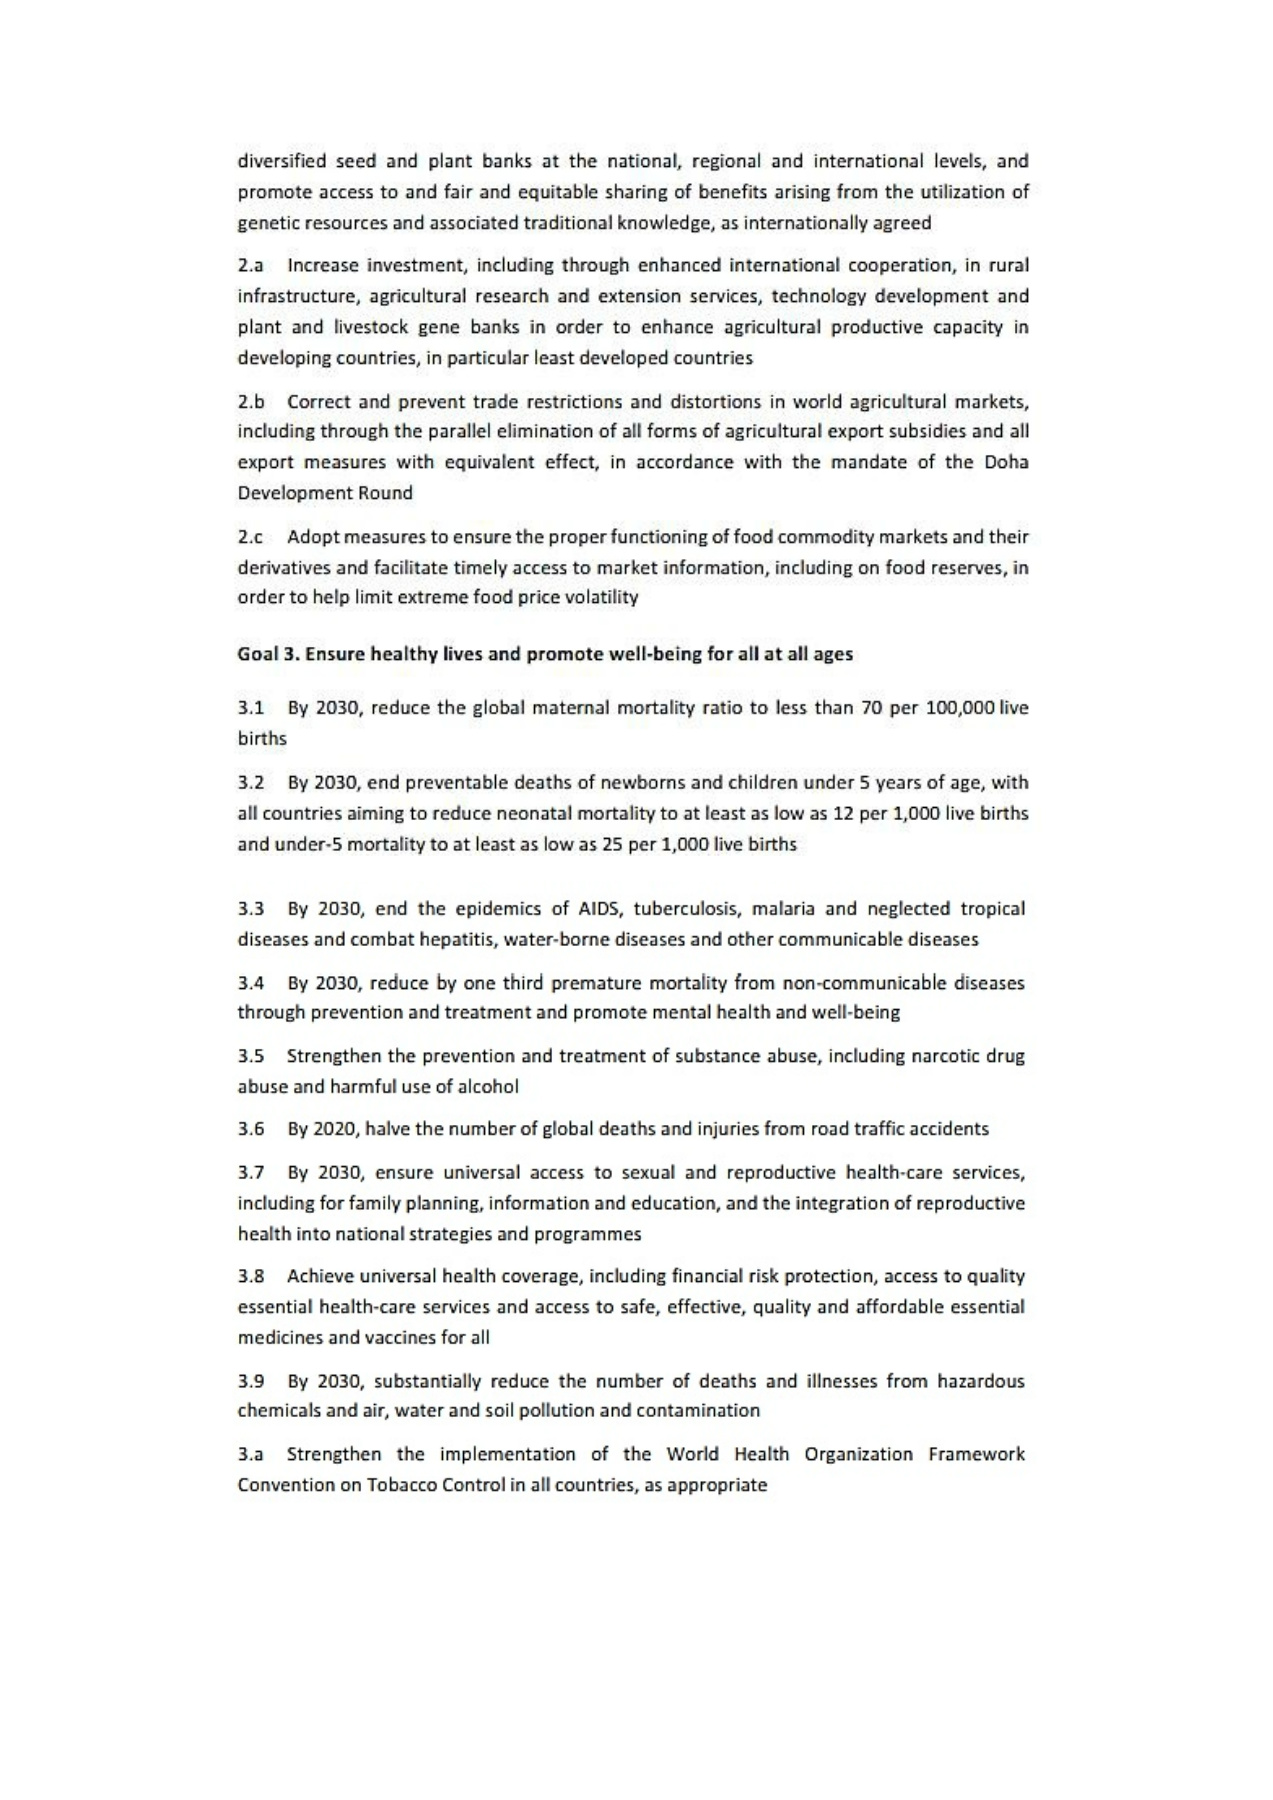 diversified seed and plant banks at the national, regional and international levels, and
promote access to and fair and equitable sharing of benefits arising from the utilization of
genetic resources and associated traditional knowledge, as internationally agreed
2.a Increase investment, including through enhanced international cooperation, in rural
infrastructure, agricultural research and extension services, technology development and
plant and livestock gene banks in order to enhance agricultural productive capacity in
developing countries, in particular least developed countries
2.b Correct and prevent trade restrictions and distortions in world agricultural markets,
including through the parallel elimination of all forms of agricultural export subsidies and all
export measures with equivalent effect, in accordance with the mandate of the Doha
Development Round
2.c Adopt measures to ensure the proper functioning of food commodity markets and their
derivatives and facilitate timely access to market information, including on food reserves, in
order to help limit extreme food price volatility
Goal 3. Ensure healthy lives and promote well-being for all at all ages
3.1 By 2030, reduce the global maternal mortality ratio to less than 70 per 100,000 live
births
3.2 By 2030, end preventable deaths of newborns and children under 5 years of age, with
all countries aiming to reduce neonatal mortality to at least as low as 12 per 1,000 live births
and under-5 mortality to at least as low as 25 per 1,000 live births
3.3 By 2030, end the epidemics of AIDS, tuberculosis, malaria and neglected tropical
diseases and combat hepatitis, water-borne diseases and other communicable diseases
3.4 By 2030, reduce by one third premature mortality from non-communicable diseases
through prevention and treatment and promote mental health and well-being
3.5 Strengthen the prevention and treatment of substance abuse, including narcotic drug
abuse and harmful use of alcohol
3.6 By 2020, halve the number of global deaths and injuries from road traffic accidents
3.7 By 2030, ensure universal access to sexual and reproductive health-care services,
including for family planning, information and education, and the integration of reproductive
health into national strategies and programmes
3.8 Achieve universal health coverage, including financial risk protection, access to quality
essential health-care services and access to safe, effective, quality and affordable essential
medicines and vaccines for all
3.9 By 2030, substantially reduce the number of deaths and illnesses from hazardous
chemicals and air, water and soil pollution and contamination
3.a Strengthen the implementation of the World Health Organization Framework
Convention on Tobacco Control in all countries, as appropriate